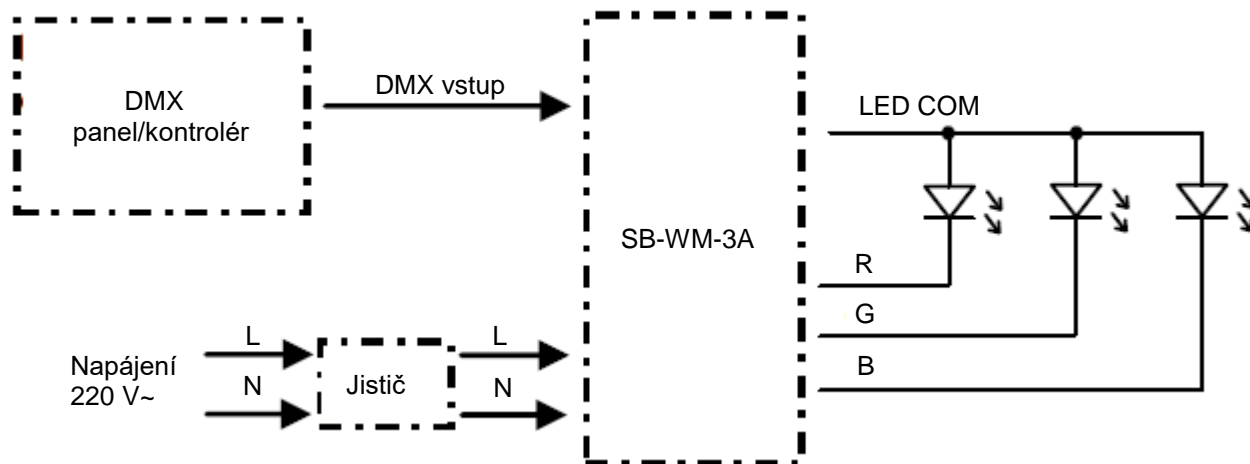 DMX
panel/kontrolér
DMX vstup
LED COM
SB-WM-3A
R
G
B
Napájení
220 V~
L
N
Jistič
L
N